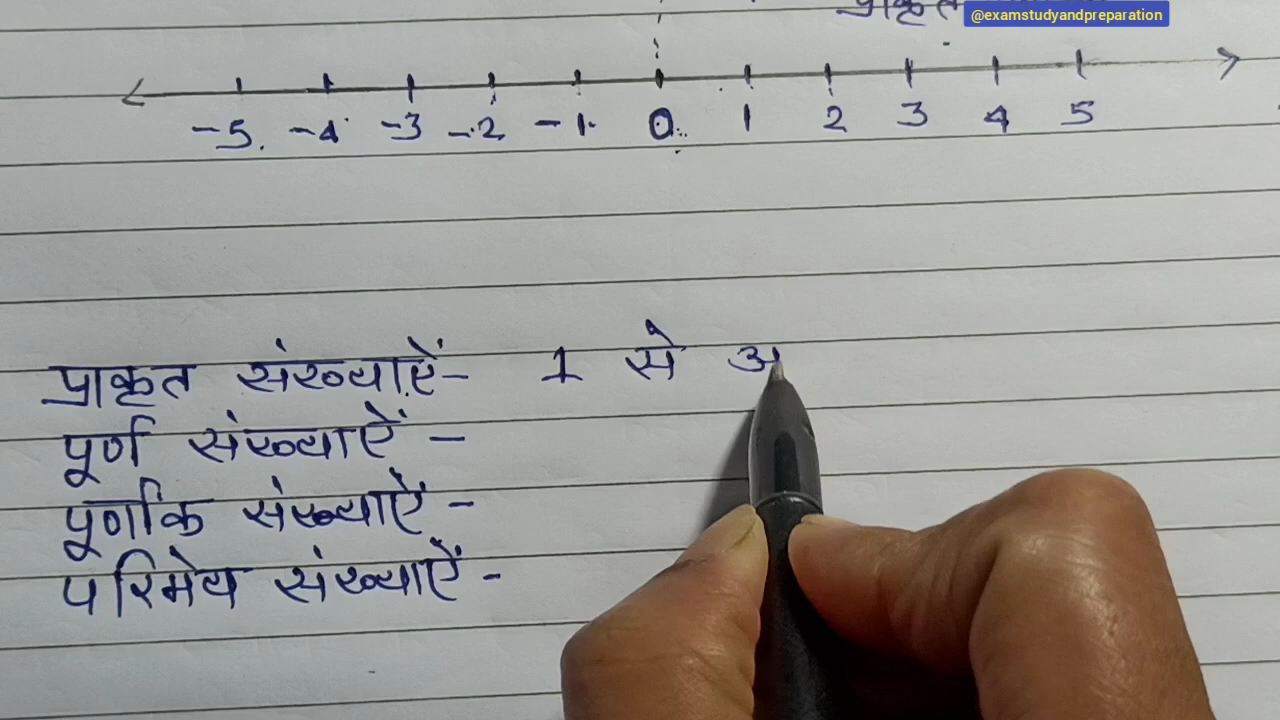 प्राकृत @examstudyandpreparation
-5 -4 -3 -2 -1 0 1 2 3 4 5
प्राकृत संख्याऐं- 1 से अ
पूर्ण संख्याऐं -
पूर्णांक संख्याऐं -
परिमेय संख्याऐं -